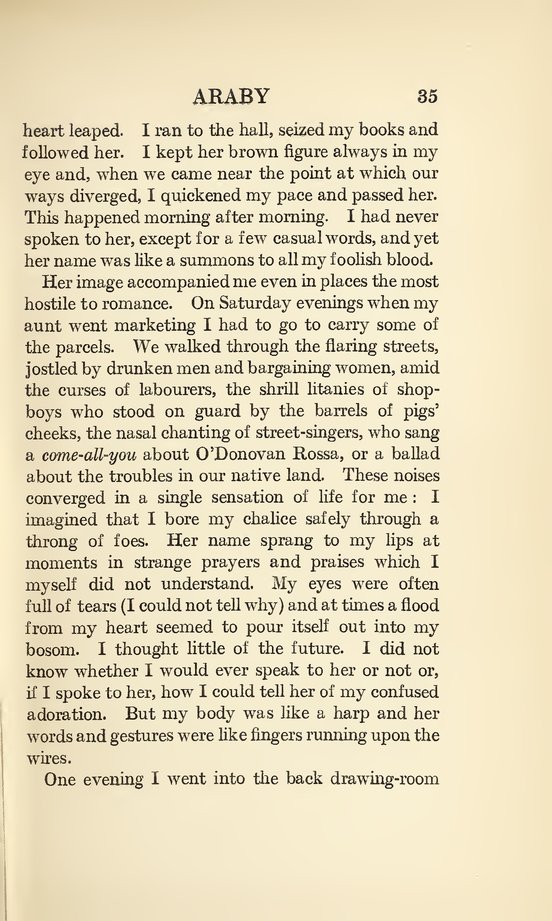 ARABY 35
heart leaped. I ran to the hall, seized my books and
followed her. I kept her brown figure always in my
eye and, when we came near the point at which our
ways diverged, I quickened my pace and passed her.
This happened morning after morning. I had never
spoken to her, except for a few casual words, and yet
her name was like a summons to all my foolish blood.
Her image accompanied me even in places the most
hostile to romance. On Saturday evenings when my
aunt went marketing I had to go to carry some of
the parcels. We walked through the flaring streets,
jostled by drunken men and bargaining women, amid
the curses of labourers, the shrill litanies of shop-
boys who stood on guard by the barrels of pigs’
cheeks, the nasal chanting of street-singers, who sang
a come-all-you about O’Donovan Rossa, or a ballad
about the troubles in our native land. These noises
converged in a single sensation of life for me : I
imagined that I bore my chalice safely through a
throng of foes. Her name sprang to my lips at
moments in strange prayers and praises which I
myself did not understand. My eyes were often
full of tears (I could not tell why) and at times a flood
from my heart seemed to pour itself out into my
bosom. I thought little of the future. I did not
know whether I would ever speak to her or not or,
if I spoke to her, how I could tell her of my confused
adoration. But my body was like a harp and her
words and gestures were like fingers running upon the
wires.
One evening I went into the back drawing-room